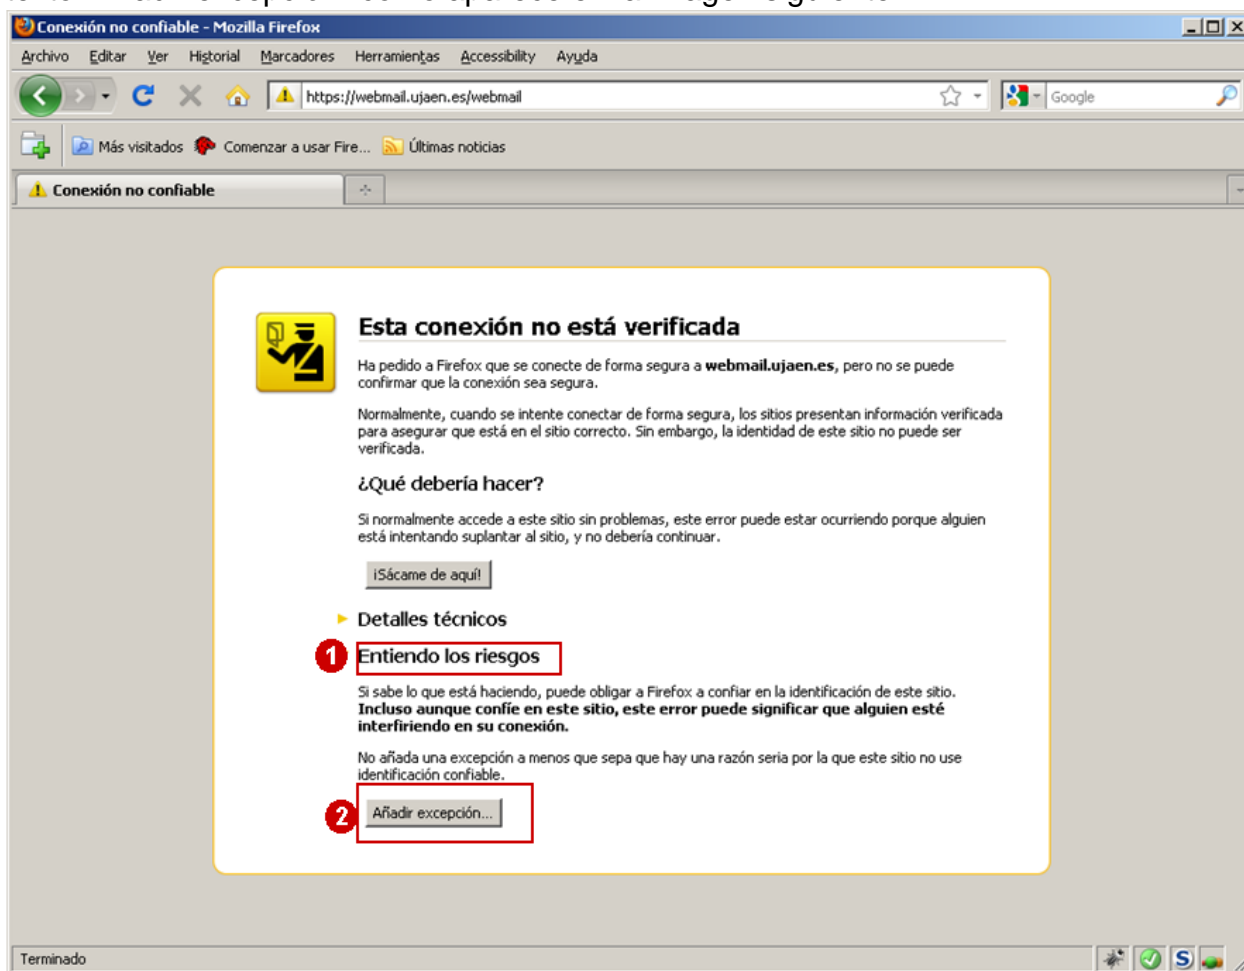 Conexión no confiable - Mozilla Firefox
Archivo Editar Ver Historial Marcadores Herramientas Accessibility Ayuda
https://webmail.ujaen.es/webmail Google
Más visitados Comenzar a usar Fire... Últimas noticias
Conexión no confiable
Esta conexión no está verificada
Ha pedido a Firefox que se conecte de forma segura a webmail.ujaen.es, pero no se puede
confirmar que la conexión sea segura.
Normalmente, cuando se intente conectar de forma segura, los sitios presentan información verificada
para asegurar que está en el sitio correcto. Sin embargo, la identidad de este sitio no puede ser
verificada.
¿Qué debería hacer?
Si normalmente accede a este sitio sin problemas, este error puede estar ocurriendo porque alguien
está intentando suplantar al sitio, y no debería continuar.
¡Sácame de aquí!
Detalles técnicos
1 Entiendo los riesgos
Si sabe lo que está haciendo, puede obligar a Firefox a confiar en la identificación de este sitio.
Incluso aunque confíe en este sitio, este error puede significar que alguien esté
interfiriendo en su conexión.
No añada una excepción a menos que sepa que hay una razón seria por la que este sitio no use
identificación confiable.
2 Añadir excepción...
Terminado S